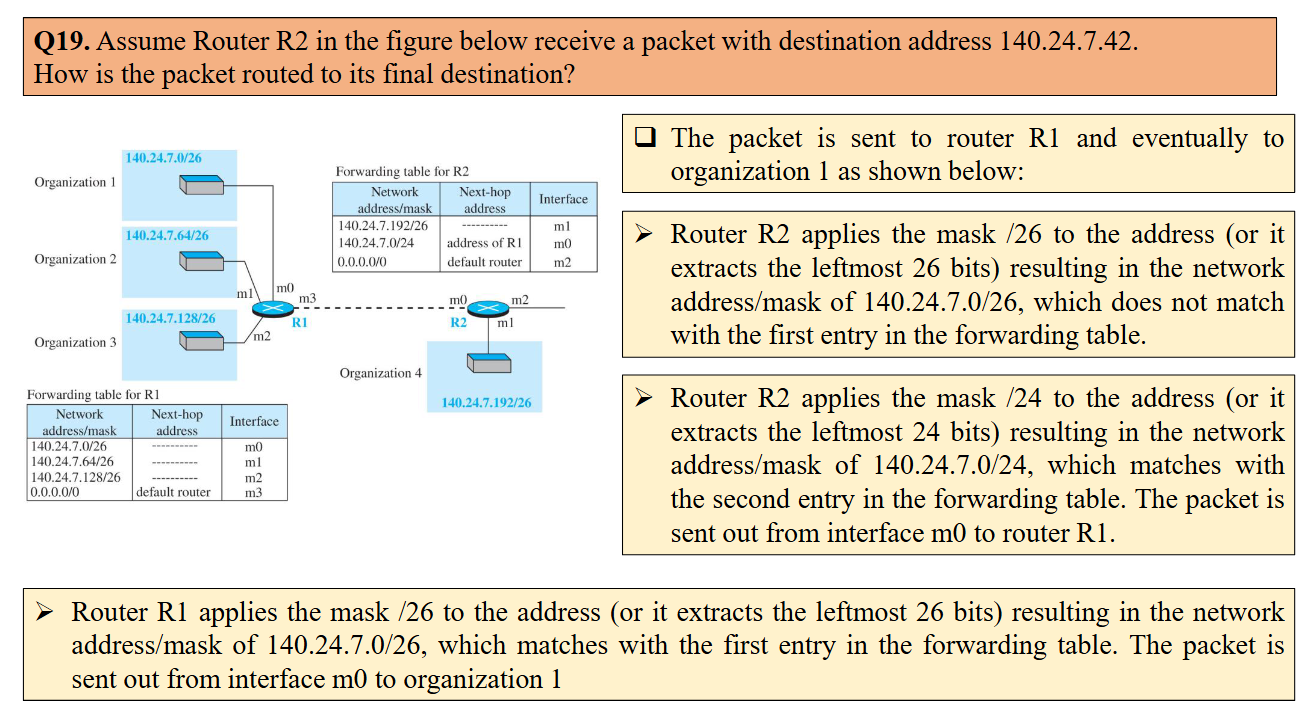 Q19. Assume Router R2 in the figure below receive a packet with destination address 140.24.7.42.
How is the packet routed to its final destination?
140.24.7.0/26
Organization 1
140.24.7.64/26
Organization 2
140.24.7.128/26
Organization 3
m0
m1
m2
m3
R1
Forwarding table for R2
Network address/mask Next-hop address Interface
140.24.7.192/26 ---------- m1
140.24.7.0/24 address of R1 m0
0.0.0.0/0 default router m2
m0
m2
R2
m1
Organization 4
140.24.7.192/26
Forwarding table for R1
Network address/mask Next-hop address Interface
140.24.7.0/26 ---------- m0
140.24.7.64/26 ---------- m1
140.24.7.128/26 ---------- m2
0.0.0.0/0 default router m3
❑ The packet is sent to router R1 and eventually to
organization 1 as shown below:
➢ Router R2 applies the mask /26 to the address (or it
extracts the leftmost 26 bits) resulting in the network
address/mask of 140.24.7.0/26, which does not match
with the first entry in the forwarding table.
➢ Router R2 applies the mask /24 to the address (or it
extracts the leftmost 24 bits) resulting in the network
address/mask of 140.24.7.0/24, which matches with
the second entry in the forwarding table. The packet is
sent out from interface m0 to router R1.
➢ Router R1 applies the mask /26 to the address (or it extracts the leftmost 26 bits) resulting in the network
address/mask of 140.24.7.0/26, which matches with the first entry in the forwarding table. The packet is
sent out from interface m0 to organization 1